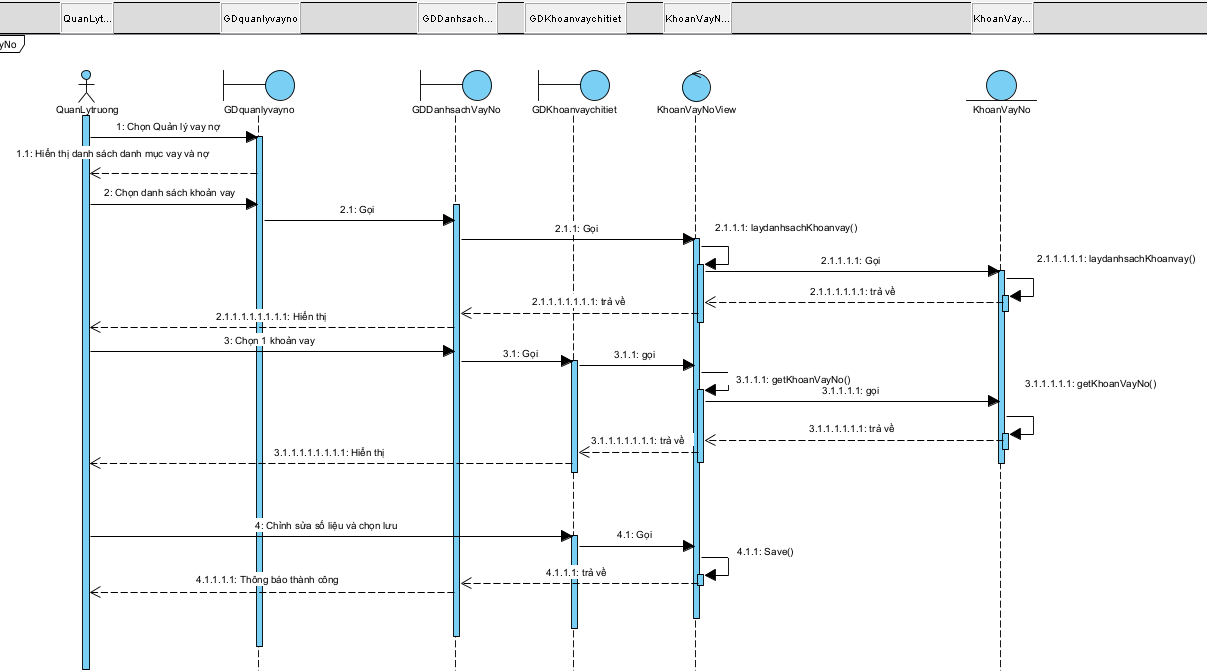 QuanLyt...
GDquanlyvayno
GDDanhsach...
GDKhoanvaychitiet
KhoanVayN...
KhoanVay...
yNo
QuanLytruong
GDquanlyvayno
GDDanhsachVayNo
GDKhoanvaychitiet
KhoanVayNoView
KhoanVayNo
1: Chọn Quản lý vay nợ
1.1: Hiển thị danh sách danh mục vay và nợ
2: Chọn danh sách khoản vay
2.1: Gọi
2.1.1: Gọi
2.1.1.1: laydanhsachKhoanvay()
2.1.1.1.1: Gọi
2.1.1.1.1.1: laydanhsachKhoanvay()
2.1.1.1.1.1.1: trả về
2.1.1.1.1.1.1.1: trả về
2.1.1.1.1.1.1.1.1: Hiển thị
3: Chọn 1 khoản vay
3.1: Gọi
3.1.1: gọi
3.1.1.1: getKhoanVayNo()
3.1.1.1.1: gọi
3.1.1.1.1.1: getKhoanVayNo()
3.1.1.1.1.1.1: trả về
3.1.1.1.1.1.1.1: trả về
3.1.1.1.1.1.1.1.1: Hiển thị
4: Chỉnh sửa số liệu và chọn lưu
4.1: Gọi
4.1.1: Save()
4.1.1.1: trả về
4.1.1.1.1: Thông báo thành công